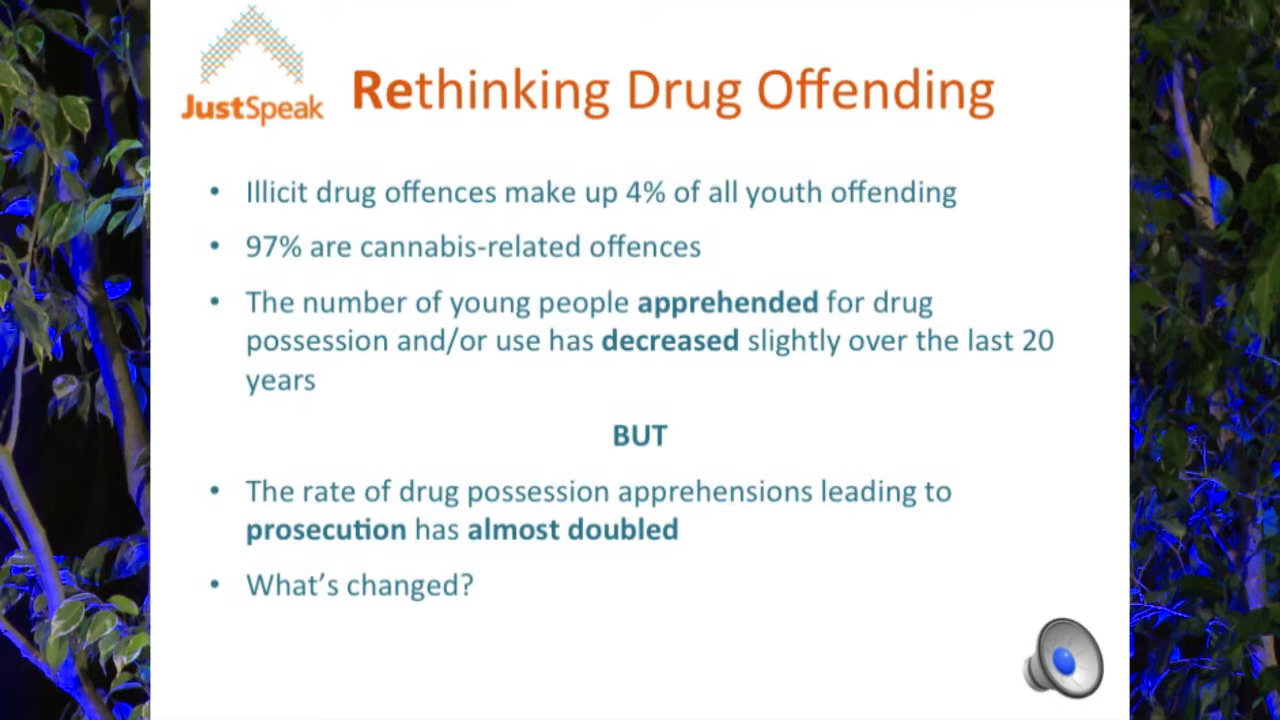 JustSpeak
Rethinking Drug Offending
• Illicit drug offences make up 4% of all youth offending
• 97% are cannabis-related offences
• The number of young people apprehended for drug
possession and/or use has decreased slightly over the last 20
years
BUT
• The rate of drug possession apprehensions leading to
prosecution has almost doubled
• What's changed?